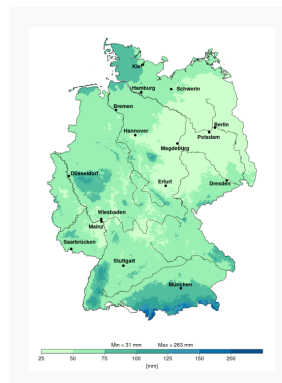 Kiel
Hamburg
Schwerin
Bremen
Berlin
Hannover
Potsdam
Magdeburg
Düsseldorf
Erfurt
Dresden
Wiesbaden
Mainz
Saarbrücken
Stuttgart
München
Min = 31 mm Max = 263 mm
25 50 75 100 125 150 200
[mm]